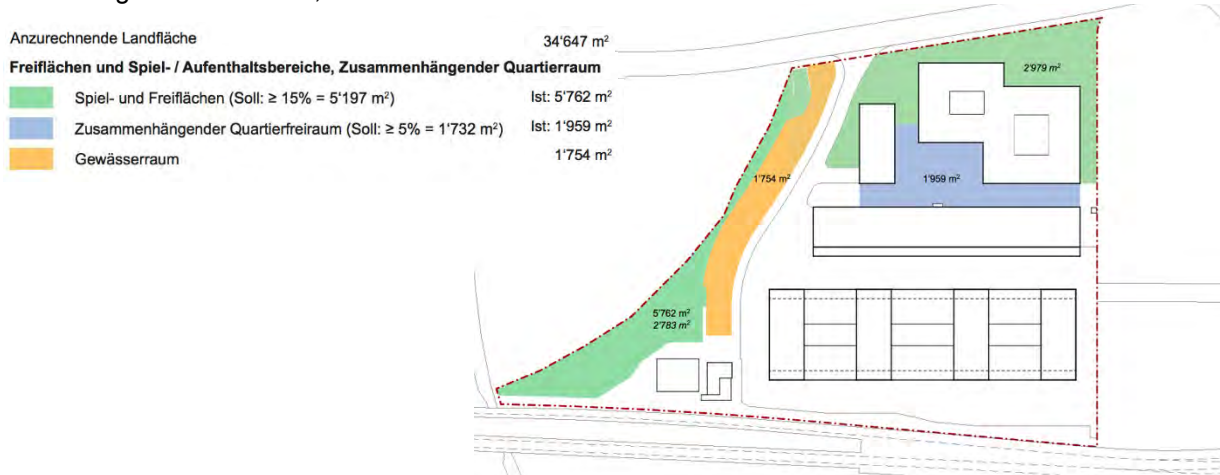 Anzurechnende Landfläche 34'647 m²
Freiflächen und Spiel- / Aufenthaltsbereiche, Zusammenhängender Quartierraum
Spiel- und Freiflächen (Soll: ≥ 15% = 5'197 m²) Ist: 5'762 m²
Zusammenhängender Quartierfreiraum (Soll: ≥ 5% = 1'732 m²) Ist: 1'959 m²
Gewässerraum 1'754 m²
2'979 m²
1'754 m²
1'959 m²
5'762 m²
2'783 m²